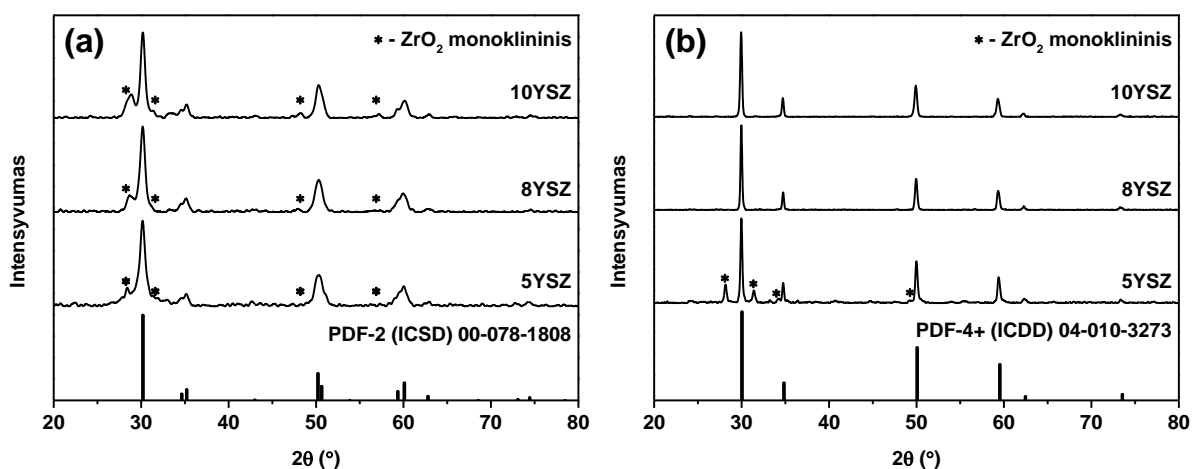 (a)
* - ZrO₂ monoklininis
10YSZ
* * * *
8YSZ
* * * *
5YSZ
* * * *
PDF-2 (ICSD) 00-078-1808
Intensyvumas
20 30 40 50 60 70 80
2θ (°)
(b)
* - ZrO₂ monoklininis
10YSZ
8YSZ
5YSZ
* * * *
PDF-4+ (ICDD) 04-010-3273
Intensyvumas
20 30 40 50 60 70 80
2θ (°)